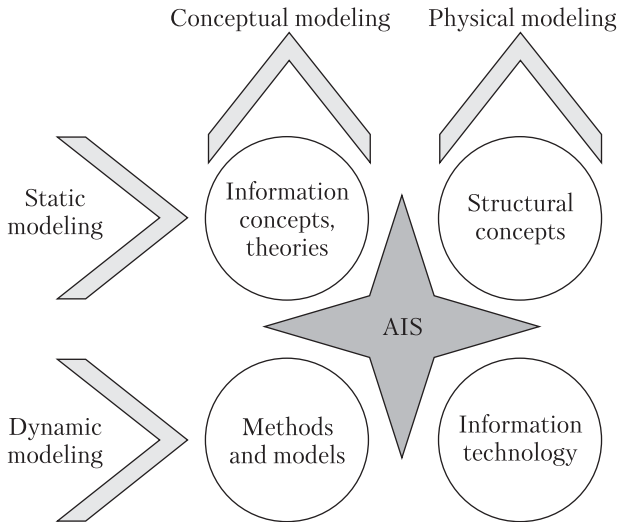 Conceptual modeling
Physical modeling
Static
modeling
Information
concepts,
theories
Structural
concepts
AIS
Dynamic
modeling
Methods
and models
Information
technology